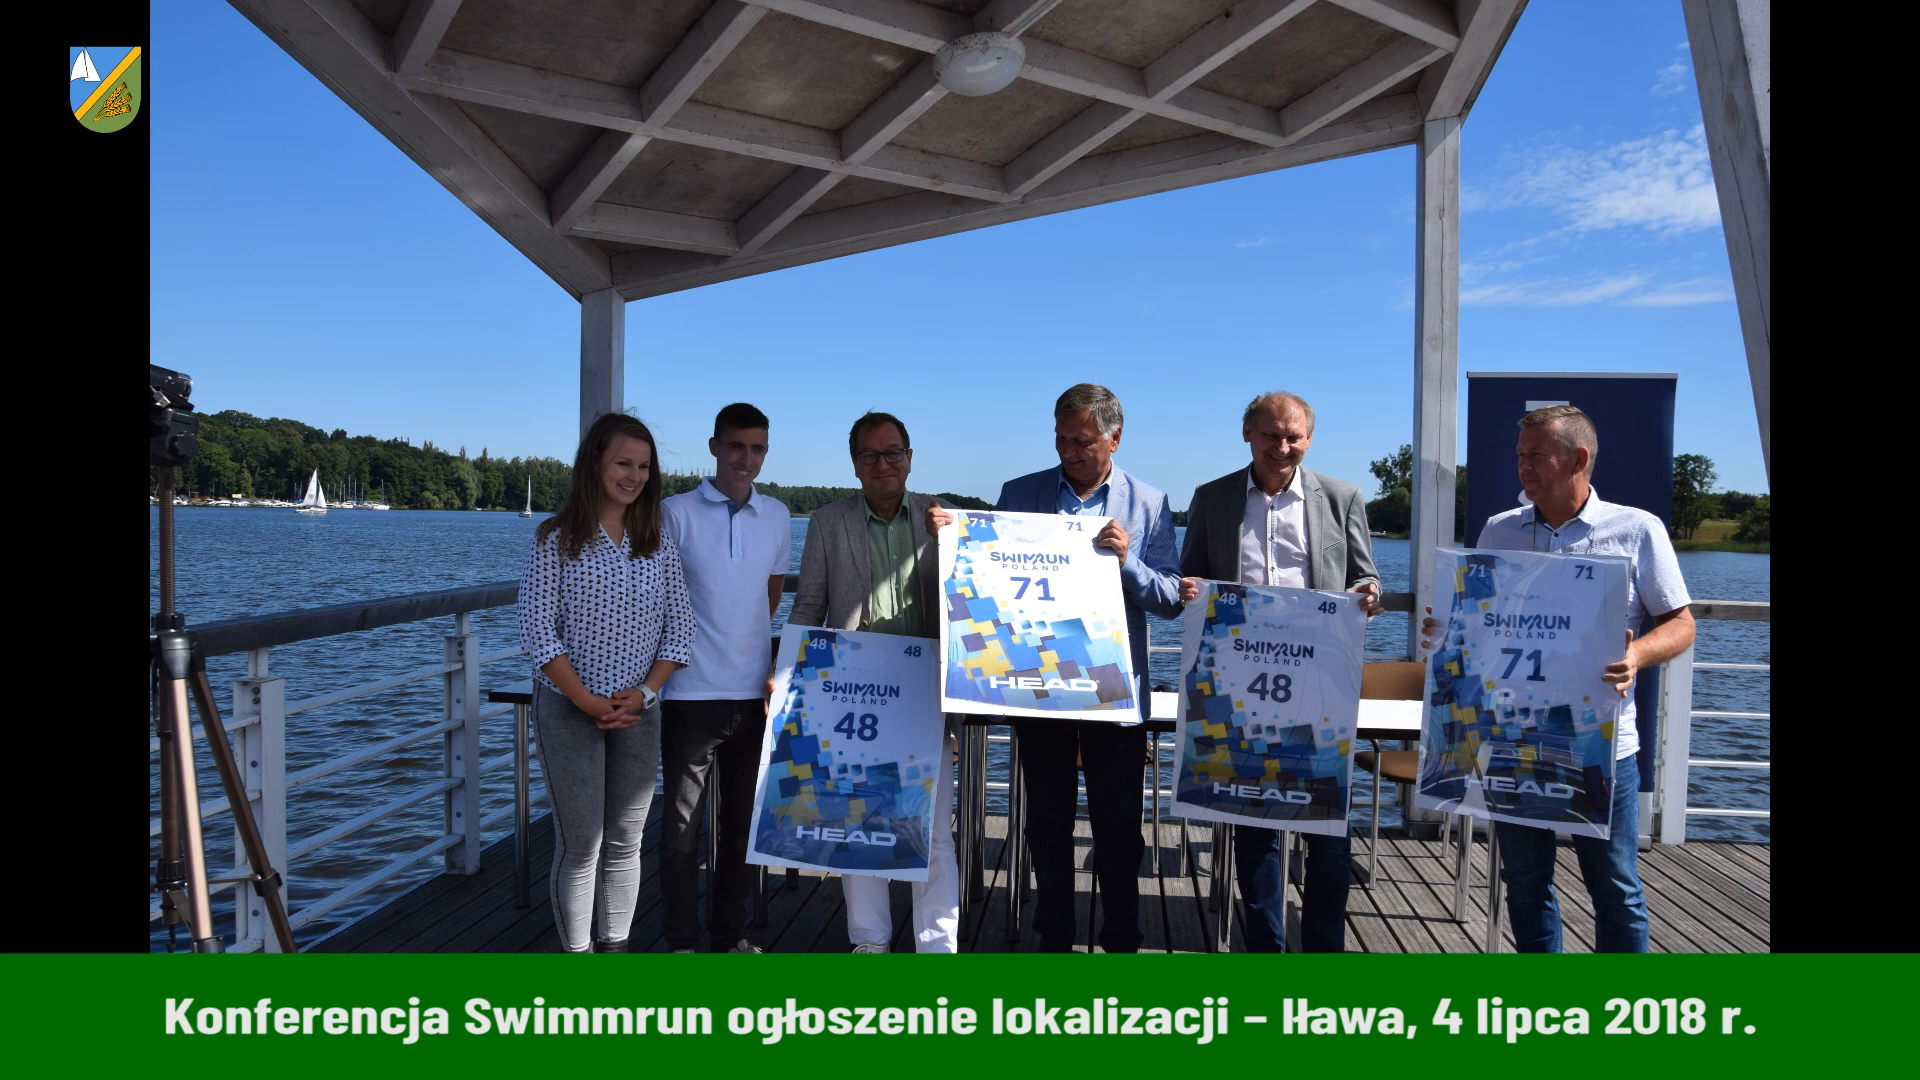 71 71
SWIMRUN
POLAND
71
HEAD
48 48
SWIMRUN
POLAND
48
HEAD
48 48
SWIMRUN
POLAND
48
HEAD
71 71
SWIMRUN
POLAND
71
HEAD
Konferencja Swimmrun ogłoszenie lokalizacji – Iława, 4 lipca 2018 r.